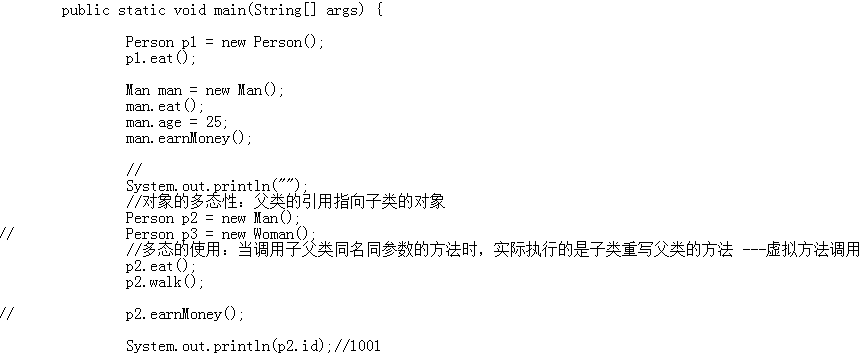 public static void main(String[] args) {
Person p1 = new Person();
p1.eat();
Man man = new Man();
man.eat();
man.age = 25;
man.earnMoney();
//
System.out.println("");
//对象的多态性：父类的引用指向子类的对象
Person p2 = new Man();
// Person p3 = new Woman();
//多态的使用：当调用子父类同名同参数的方法时，实际执行的是子类重写父类的方法 ---虚拟方法调用
p2.eat();
p2.walk();
// p2.earnMoney();
System.out.println(p2.id);//1001